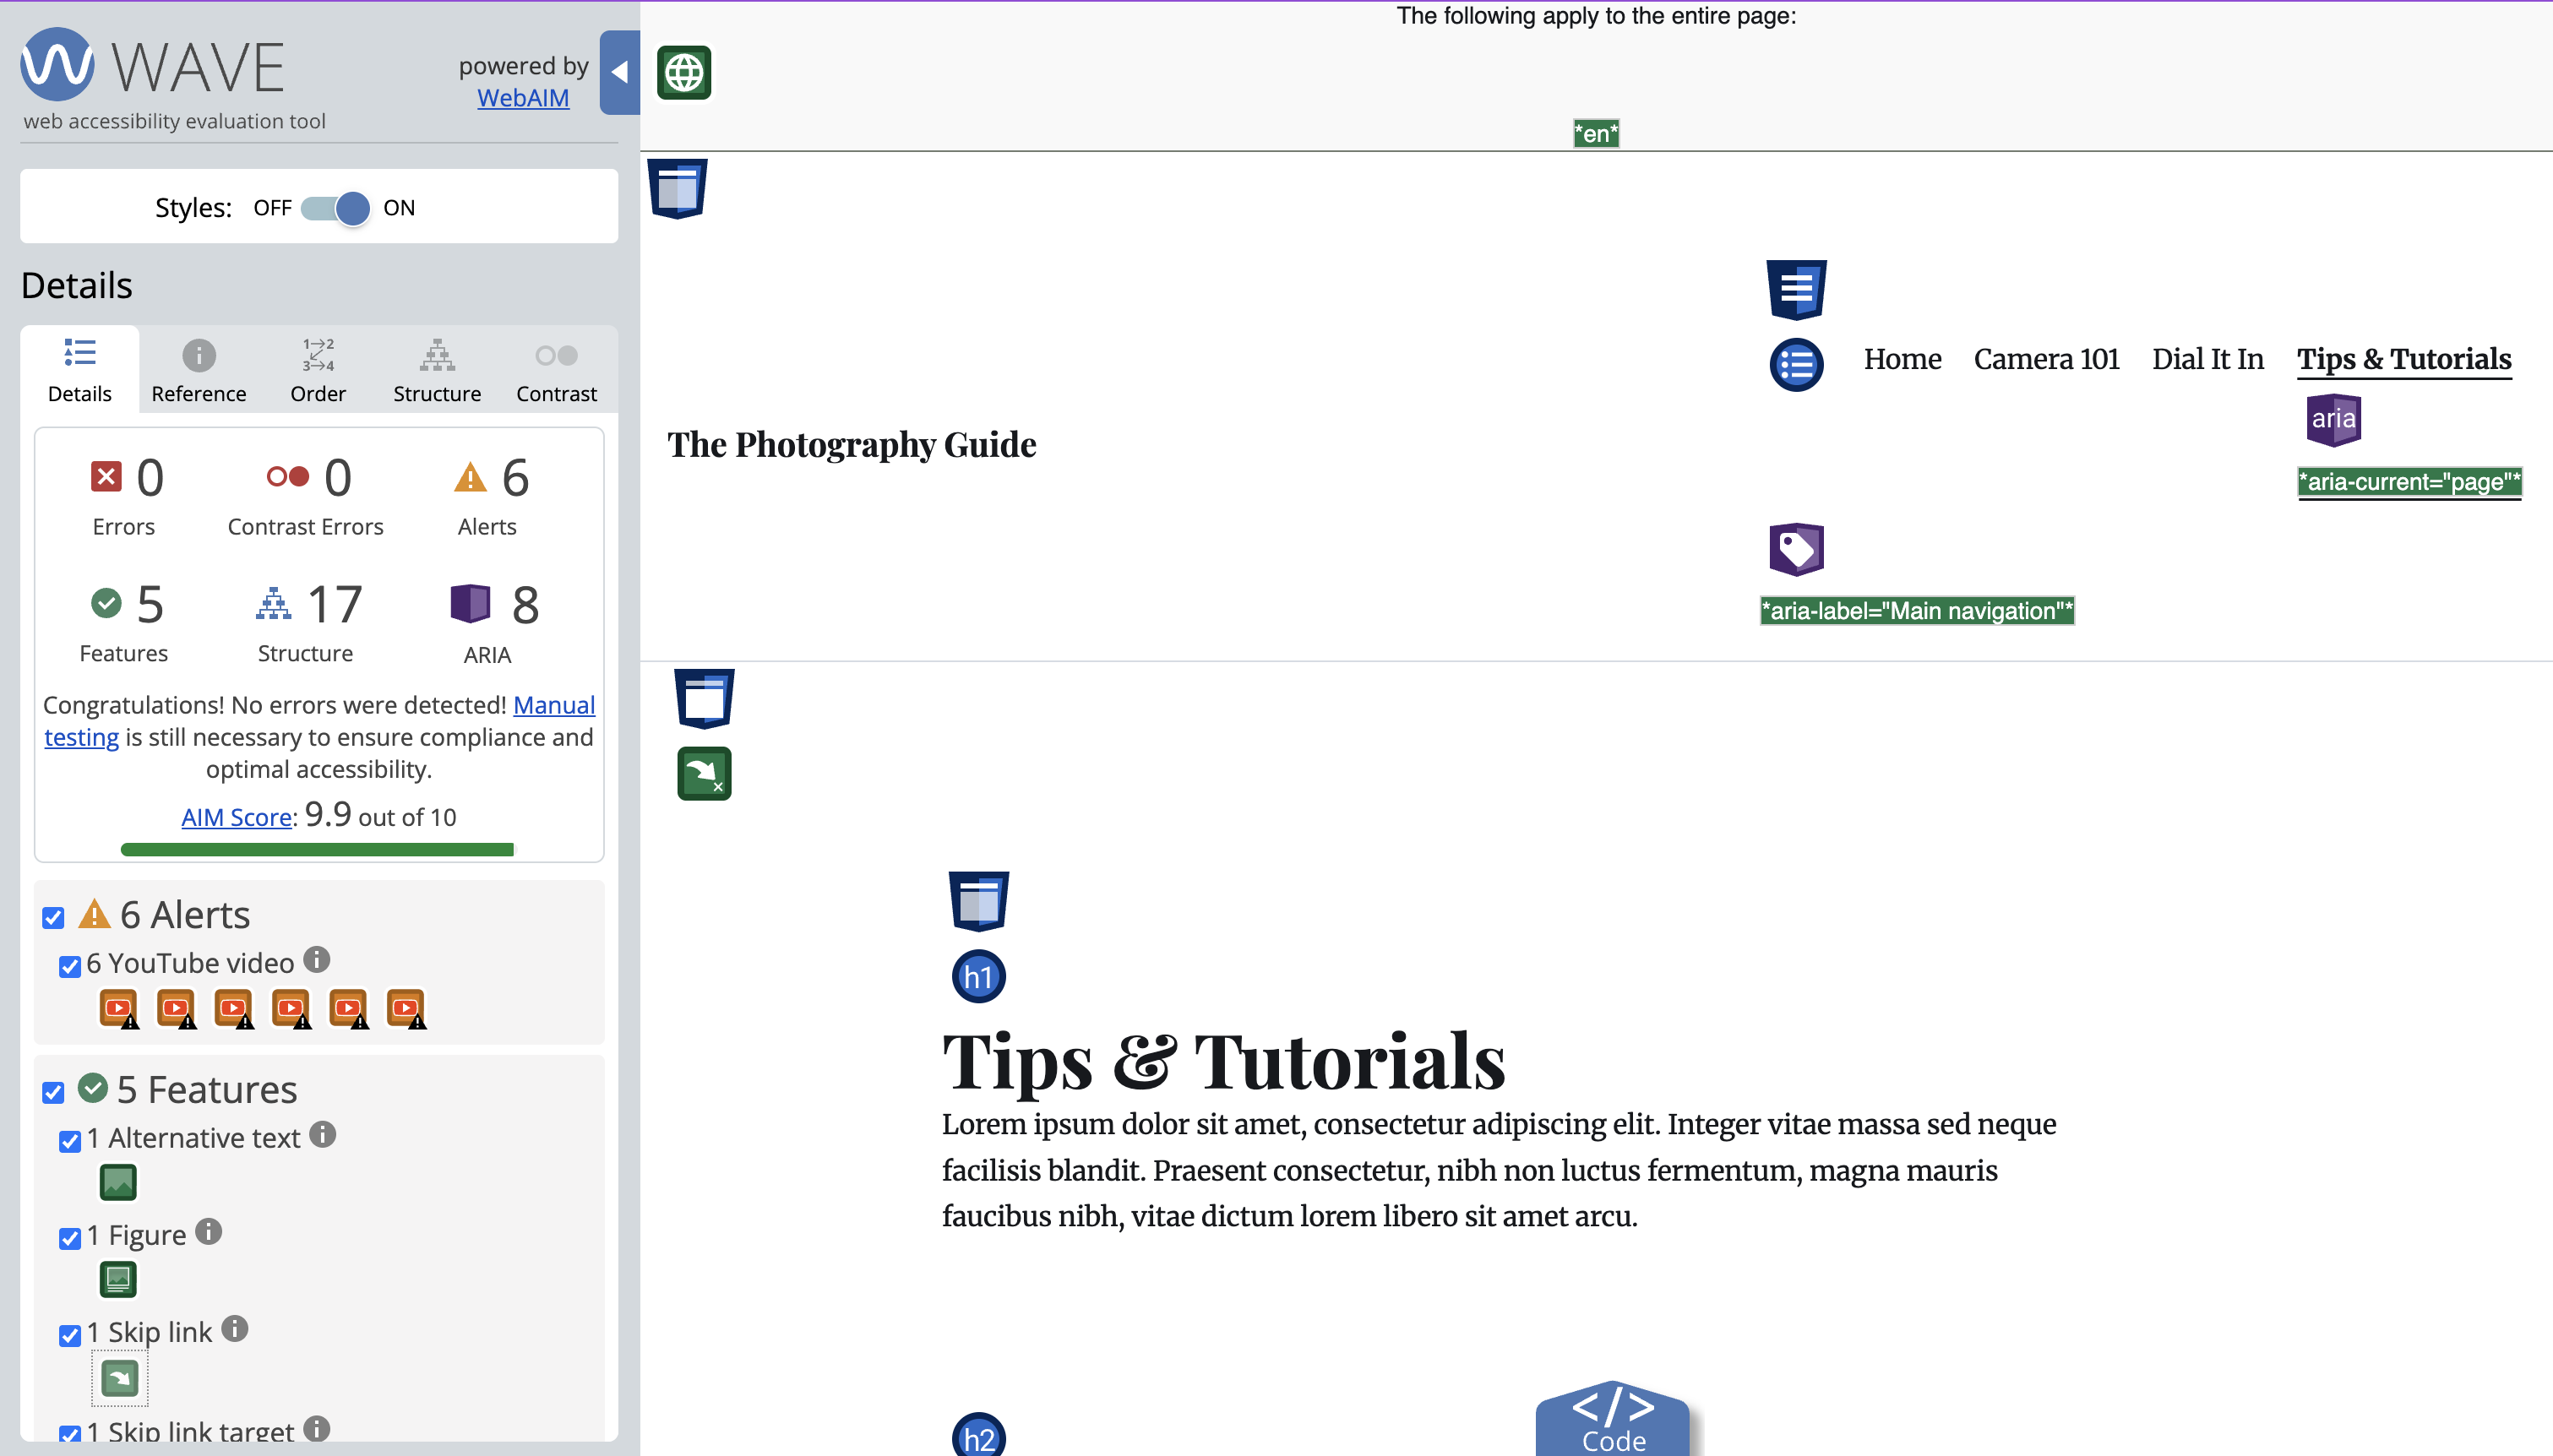 WAVE
powered by
WebAIM
web accessibility evaluation tool
Styles: OFF ON
Details
Details Reference Order Structure Contrast
1→2
3→4
0 Errors
0 Contrast Errors
6 Alerts
5 Features
17 Structure
8 ARIA
Congratulations! No errors were detected! Manual
testing is still necessary to ensure compliance and
optimal accessibility.
AIM Score: 9.9 out of 10
6 Alerts
6 YouTube video
5 Features
1 Alternative text
1 Figure
1 Skip link
1 Skip link target
The following apply to the entire page:
*en*
Home Camera 101 Dial It In Tips & Tutorials
aria
*aria-current="page"*
The Photography Guide
*aria-label="Main navigation"*
h1
Tips & Tutorials
Lorem ipsum dolor sit amet, consectetur adipiscing elit. Integer vitae massa sed neque
facilisis blandit. Praesent consectetur, nibh non luctus fermentum, magna mauris
faucibus nibh, vitae dictum lorem libero sit amet arcu.
h2
</>
Code